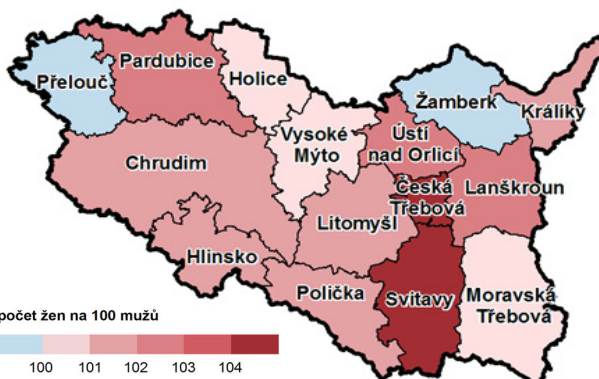 Pardubice
Přelouč
Holice
Žamberk
Králíky
Vysoké
Mýto
Ústí
nad Orlicí
Chrudim
Česká
Třebová
Lanškroun
Litomyšl
Hlinsko
Polička
Svitavy
Moravská
Třebová
počet žen na 100 mužů
100 101 102 103 104